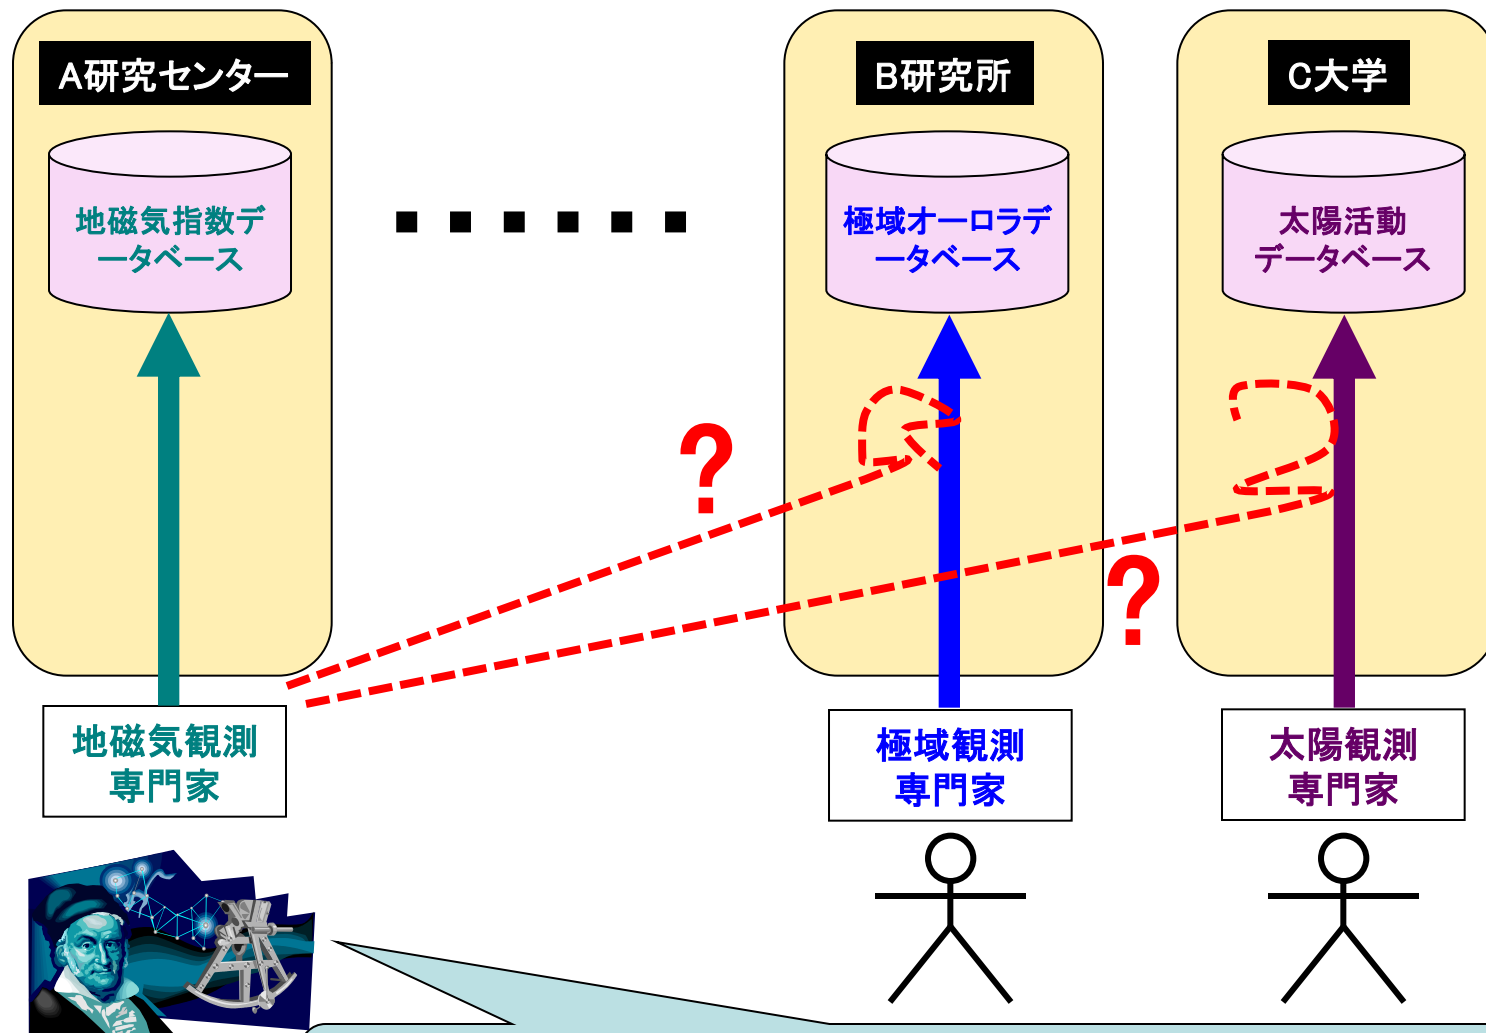 A研究センター
B研究所
C大学
地磁気指数デ
ータベース
極域オーロラデ
ータベース
太陽活動
データベース
?
?
地磁気観測
専門家
極域観測
専門家
太陽観測
専門家